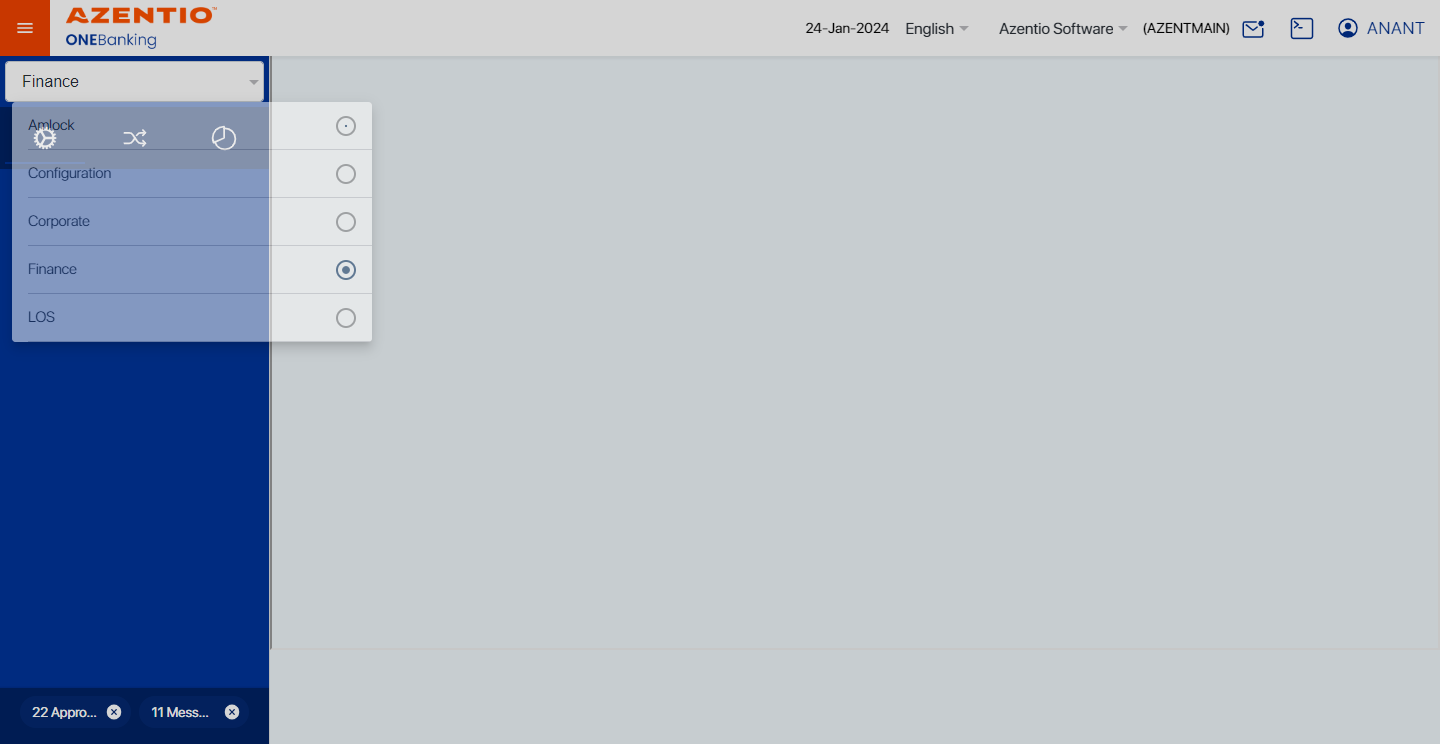 AZENTIO™
ONEBanking
24-Jan-2024 English Azentio Software (AZENTMAIN) ANANT
Finance
Amlock
Configuration
Corporate
Finance
LOS
22 Appro... 11 Mess...